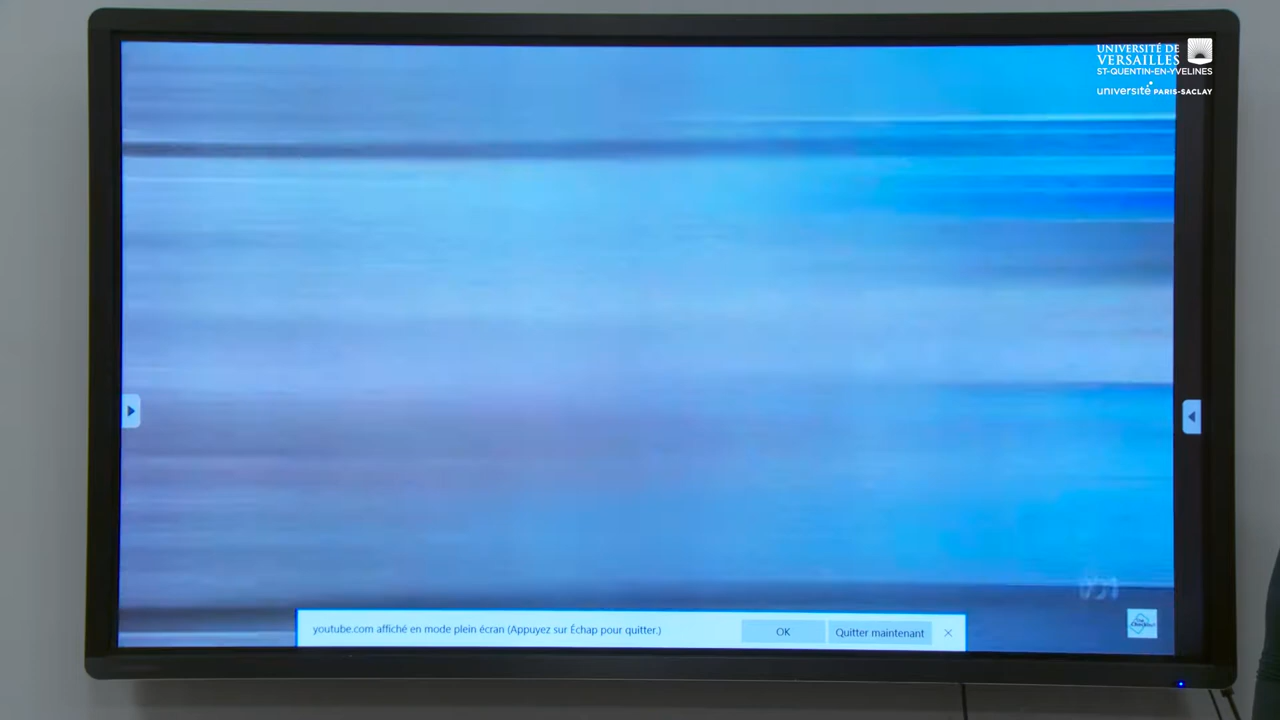 UNIVERSITÉ DE
VERSAILLES
ST-QUENTIN-EN-YVELINES
université PARIS-SACLAY
youtube.com affiché en mode plein écran (Appuyez sur Échap pour quitter.)
OK
Quitter maintenant